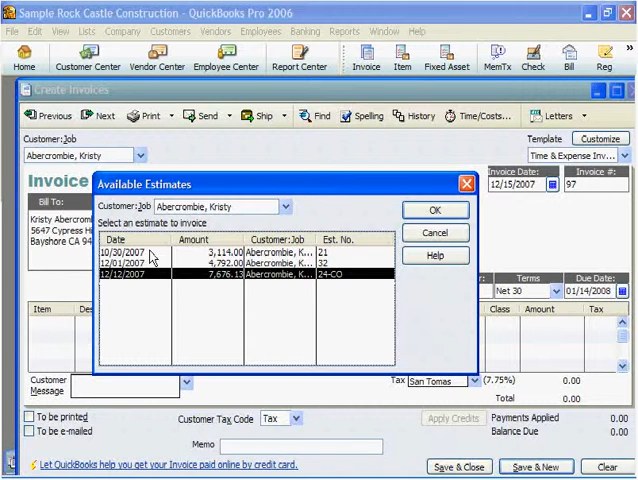 Sample Rock Castle Construction - QuickBooks Pro 2006
File Edit View Lists Company Customers Vendors Employees Banking Reports Window Help
Home Customer Center Vendor Center Employee Center Report Center Invoice Item Fixed Asset MemTx Check Bill Reg
Create Invoices
Previous Next Print Send Ship Find Spelling History Time/Costs... Letters
Customer:Job Template Customize
Abercrombie, Kristy Time & Expense Inv...
Invoice Available Estimates Invoice Date: Invoice #:
Customer:Job Abercrombie, Kristy OK 12/15/2007 97
Bill To:
Select an estimate to invoice
Kristy Abercrom Cancel
5647 Cypress Hi Date Amount Customer:Job Est. No.
Bayshore CA 94 10/30/2007 3,114.00 Abercrombie, K... 21 Help
12/01/2007 4,792.00 Abercrombie, K... 32
12/12/2007 7,676.13 Abercrombie, K... 24-CO Terms Due Date:
Net 30 01/14/2008
Item Des Class Amount Tax
Customer Message Tax San Tomas (7.75%) 0.00
Total 0.00
To be printed Customer Tax Code Tax Apply Credits Payments Applied 0.00
To be e-mailed Balance Due 0.00
Memo
Let QuickBooks help you get your Invoice paid online by credit card. Save & Close Save & New Clear